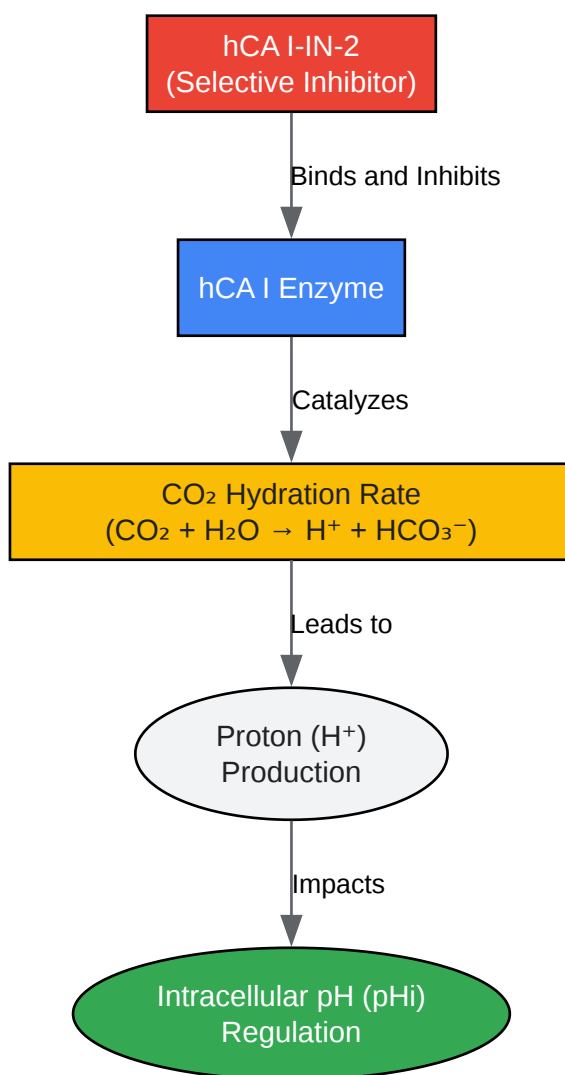 hCA I-IN-2
(Selective Inhibitor)
Binds and Inhibits
hCA I Enzyme
Catalyzes
CO₂ Hydration Rate
(CO₂ + H₂O → H⁺ + HCO₃⁻)
Leads to
Proton (H⁺)
Production
Impacts
Intracellular pH (pHi)
Regulation